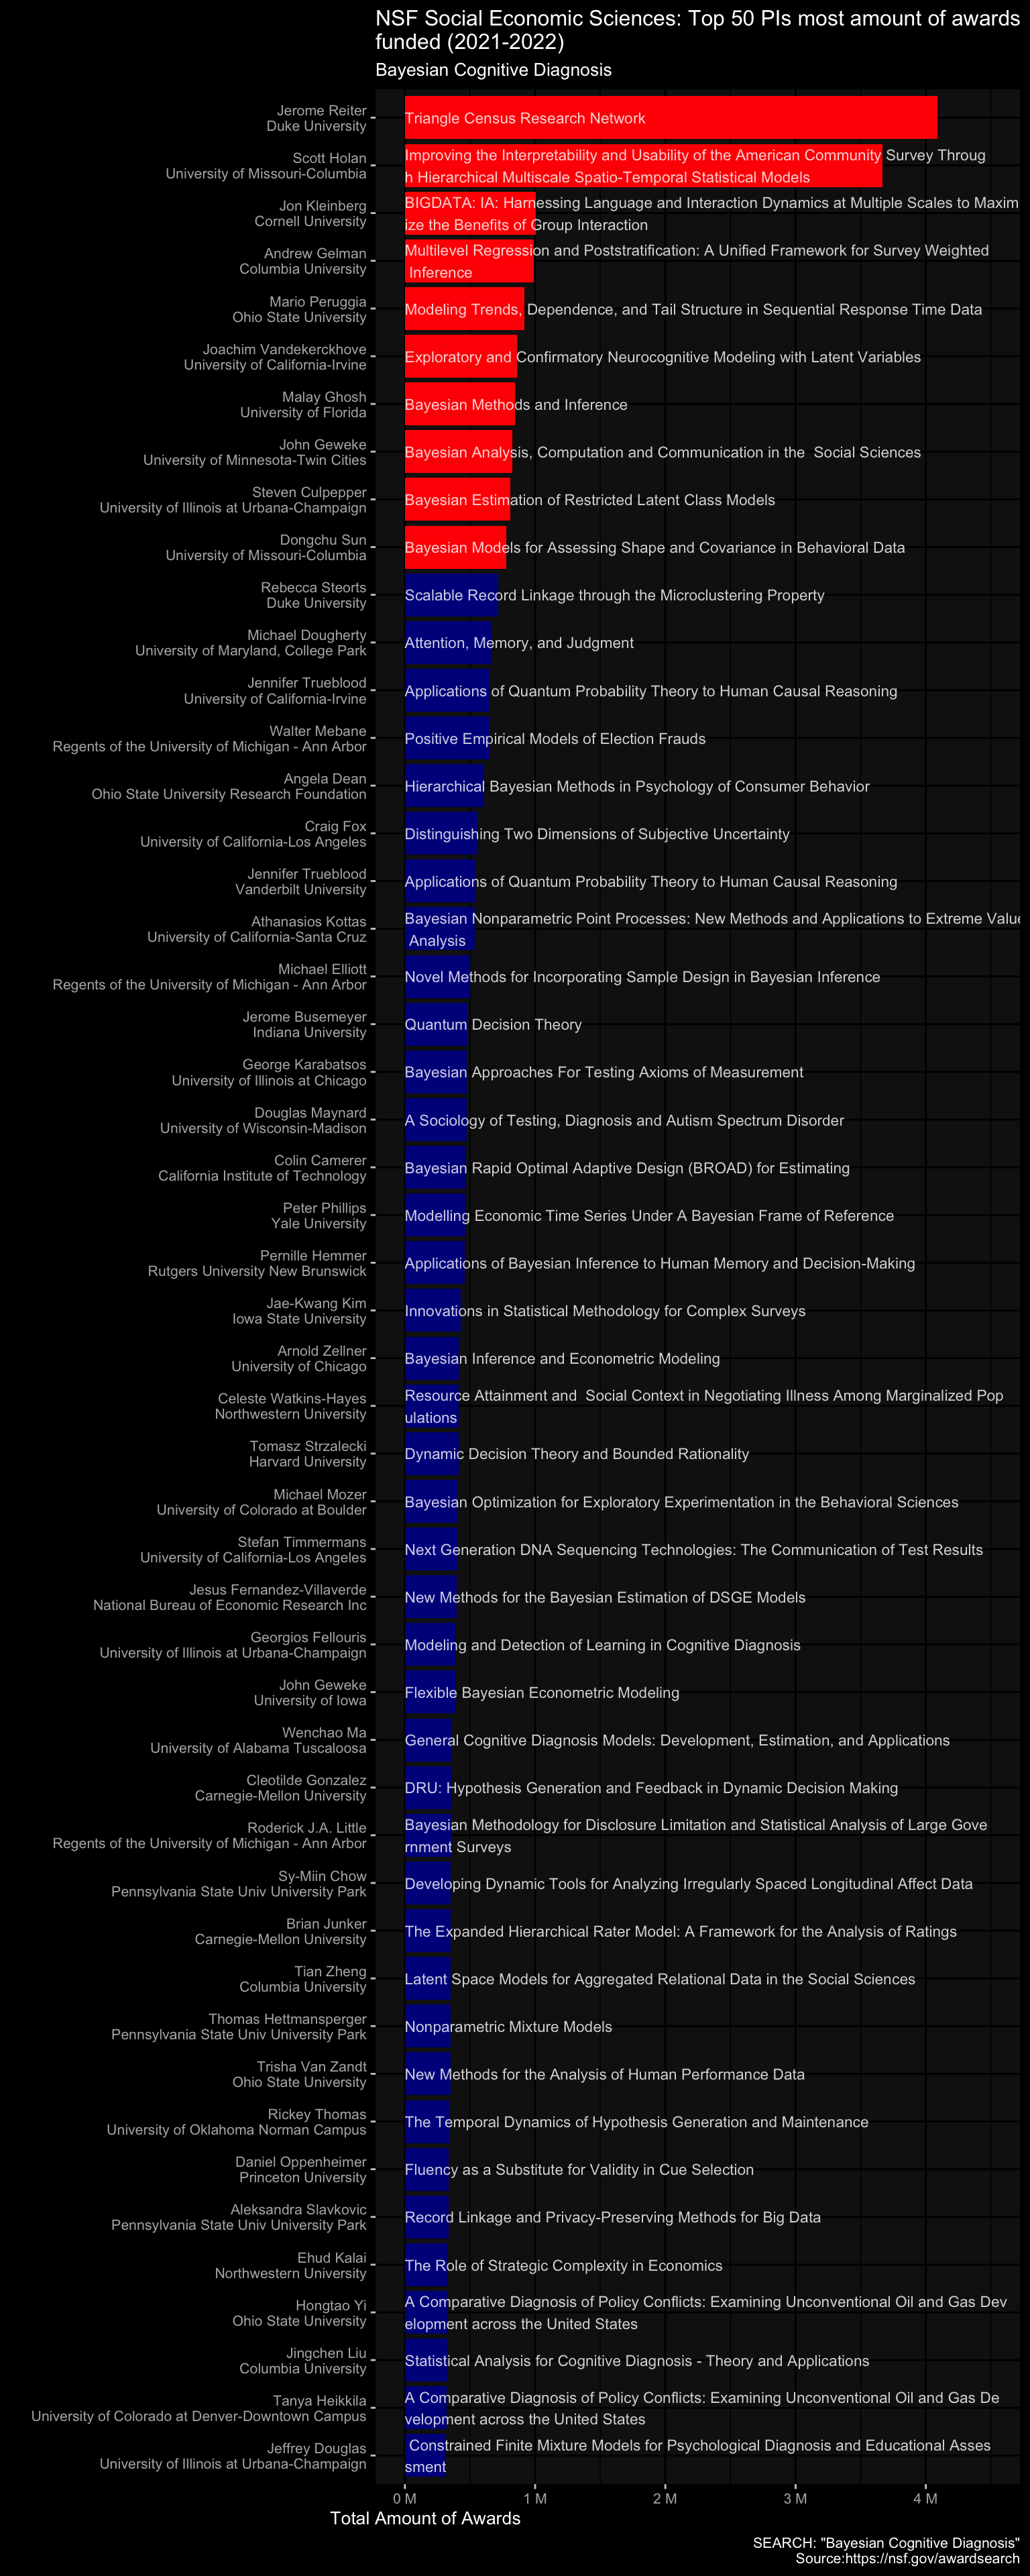 NSF Social Economic Sciences: Top 50 PIs most amount of awards
funded (2021-2022)
Bayesian Cognitive Diagnosis
Jerome Reiter
Duke University
Triangle Census Research Network
Scott Holan
University of Missouri-Columbia
Improving the Interpretability and Usability of the American Community Survey Throug
h Hierarchical Multiscale Spatio-Temporal Statistical Models
Jon Kleinberg
Cornell University
BIGDATA: IA: Harnessing Language and Interaction Dynamics at Multiple Scales to Maxim
ize the Benefits of Group Interaction
Andrew Gelman
Columbia University
Multilevel Regression and Poststratification: A Unified Framework for Survey Weighted
Inference
Mario Peruggia
Ohio State University
Modeling Trends, Dependence, and Tail Structure in Sequential Response Time Data
Joachim Vandekerckhove
University of California-Irvine
Exploratory and Confirmatory Neurocognitive Modeling with Latent Variables
Malay Ghosh
University of Florida
Bayesian Methods and Inference
John Geweke
University of Minnesota-Twin Cities
Bayesian Analysis, Computation and Communication in the  Social Sciences
Steven Culpepper
University of Illinois at Urbana-Champaign
Bayesian Estimation of Restricted Latent Class Models
Dongchu Sun
University of Missouri-Columbia
Bayesian Models for Assessing Shape and Covariance in Behavioral Data
Rebecca Steorts
Duke University
Scalable Record Linkage through the Microclustering Property
Michael Dougherty
University of Maryland, College Park
Attention, Memory, and Judgment
Jennifer Trueblood
University of California-Irvine
Applications of Quantum Probability Theory to Human Causal Reasoning
Walter Mebane
Regents of the University of Michigan - Ann Arbor
Positive Empirical Models of Election Frauds
Angela Dean
Ohio State University Research Foundation
Hierarchical Bayesian Methods in Psychology of Consumer Behavior
Craig Fox
University of California-Los Angeles
Distinguishing Two Dimensions of Subjective Uncertainty
Jennifer Trueblood
Vanderbilt University
Applications of Quantum Probability Theory to Human Causal Reasoning
Athanasios Kottas
University of California-Santa Cruz
Bayesian Nonparametric Point Processes: New Methods and Applications to Extreme Value
Analysis
Michael Elliott
Regents of the University of Michigan - Ann Arbor
Novel Methods for Incorporating Sample Design in Bayesian Inference
Jerome Busemeyer
Indiana University
Quantum Decision Theory
George Karabatsos
University of Illinois at Chicago
Bayesian Approaches For Testing Axioms of Measurement
Douglas Maynard
University of Wisconsin-Madison
A Sociology of Testing, Diagnosis and Autism Spectrum Disorder
Colin Camerer
California Institute of Technology
Bayesian Rapid Optimal Adaptive Design (BROAD) for Estimating
Peter Phillips
Yale University
Modelling Economic Time Series Under A Bayesian Frame of Reference
Pernille Hemmer
Rutgers University New Brunswick
Applications of Bayesian Inference to Human Memory and Decision-Making
Jae-Kwang Kim
Iowa State University
Innovations in Statistical Methodology for Complex Surveys
Arnold Zellner
University of Chicago
Bayesian Inference and Econometric Modeling
Celeste Watkins-Hayes
Northwestern University
Resource Attainment and  Social Context in Negotiating Illness Among Marginalized Pop
ulations
Tomasz Strzalecki
Harvard University
Dynamic Decision Theory and Bounded Rationality
Michael Mozer
University of Colorado at Boulder
Bayesian Optimization for Exploratory Experimentation in the Behavioral Sciences
Stefan Timmermans
University of California-Los Angeles
Next Generation DNA Sequencing Technologies: The Communication of Test Results
Jesus Fernandez-Villaverde
National Bureau of Economic Research Inc
New Methods for the Bayesian Estimation of DSGE Models
Georgios Fellouris
University of Illinois at Urbana-Champaign
Modeling and Detection of Learning in Cognitive Diagnosis
John Geweke
University of Iowa
Flexible Bayesian Econometric Modeling
Wenchao Ma
University of Alabama Tuscaloosa
General Cognitive Diagnosis Models: Development, Estimation, and Applications
Cleotilde Gonzalez
Carnegie-Mellon University
DRU: Hypothesis Generation and Feedback in Dynamic Decision Making
Roderick J.A. Little
Regents of the University of Michigan - Ann Arbor
Bayesian Methodology for Disclosure Limitation and Statistical Analysis of Large Gove
rnment Surveys
Sy-Miin Chow
Pennsylvania State Univ University Park
Developing Dynamic Tools for Analyzing Irregularly Spaced Longitudinal Affect Data
Brian Junker
Carnegie-Mellon University
The Expanded Hierarchical Rater Model: A Framework for the Analysis of Ratings
Tian Zheng
Columbia University
Latent Space Models for Aggregated Relational Data in the Social Sciences
Thomas Hettmansperger
Pennsylvania State Univ University Park
Nonparametric Mixture Models
Trisha Van Zandt
Ohio State University
New Methods for the Analysis of Human Performance Data
Rickey Thomas
University of Oklahoma Norman Campus
The Temporal Dynamics of Hypothesis Generation and Maintenance
Daniel Oppenheimer
Princeton University
Fluency as a Substitute for Validity in Cue Selection
Aleksandra Slavkovic
Pennsylvania State Univ University Park
Record Linkage and Privacy-Preserving Methods for Big Data
Ehud Kalai
Northwestern University
The Role of Strategic Complexity in Economics
Hongtao Yi
Ohio State University
A Comparative Diagnosis of Policy Conflicts: Examining Unconventional Oil and Gas Dev
elopment across the United States
Jingchen Liu
Columbia University
Statistical Analysis for Cognitive Diagnosis - Theory and Applications
Tanya Heikkila
University of Colorado at Denver-Downtown Campus
A Comparative Diagnosis of Policy Conflicts: Examining Unconventional Oil and Gas De
velopment across the United States
Jeffrey Douglas
University of Illinois at Urbana-Champaign
Constrained Finite Mixture Models for Psychological Diagnosis and Educational Asses
sment
0 M 1 M 2 M 3 M 4 M
Total Amount of Awards
SEARCH: "Bayesian Cognitive Diagnosis"
Source:https://nsf.gov/awardsearch